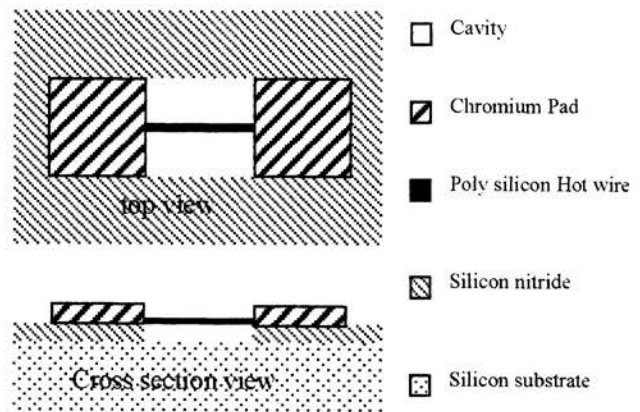 Cavity
Chromium Pad
Poly silicon Hot wire
top view
Silicon nitride
Cross section view
Silicon substrate